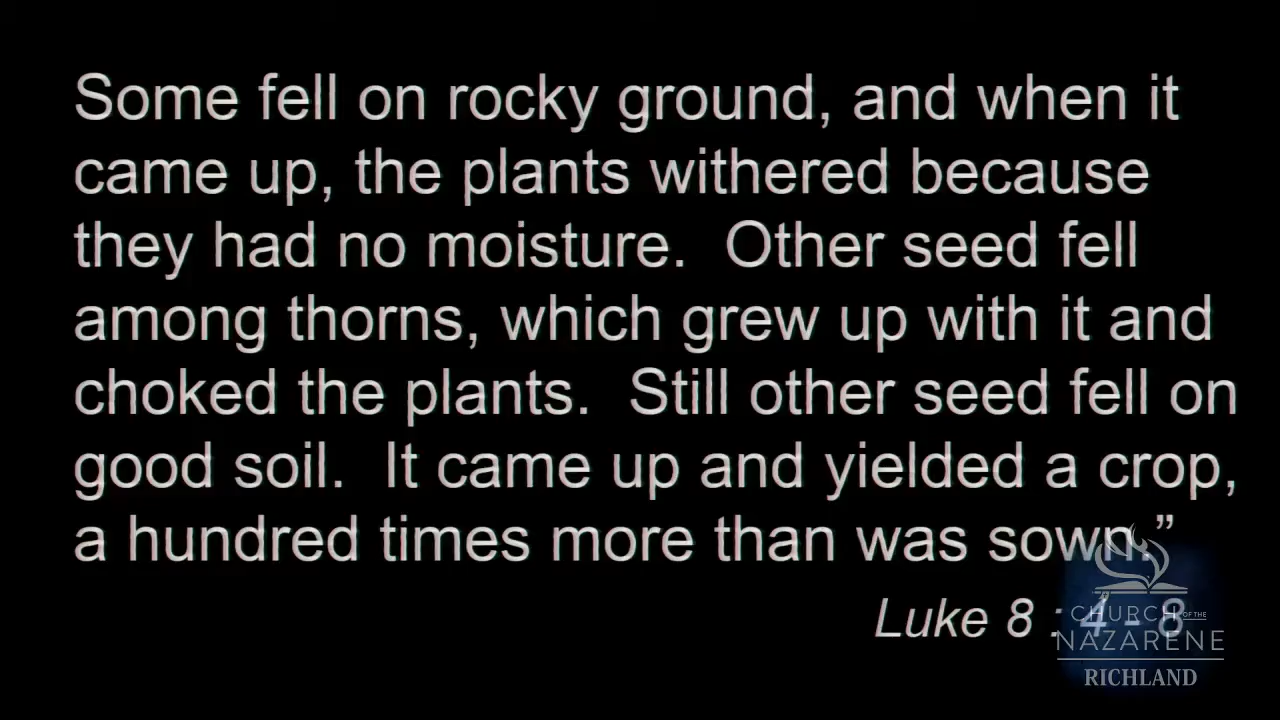 Some fell on rocky ground, and when it
came up, the plants withered because
they had no moisture.  Other seed fell
among thorns, which grew up with it and
choked the plants.  Still other seed fell on
good soil.  It came up and yielded a crop,
a hundred times more than was sown.”
Luke 8 : 4 - 8
CHURCH OF THE
NAZARENE
RICHLAND